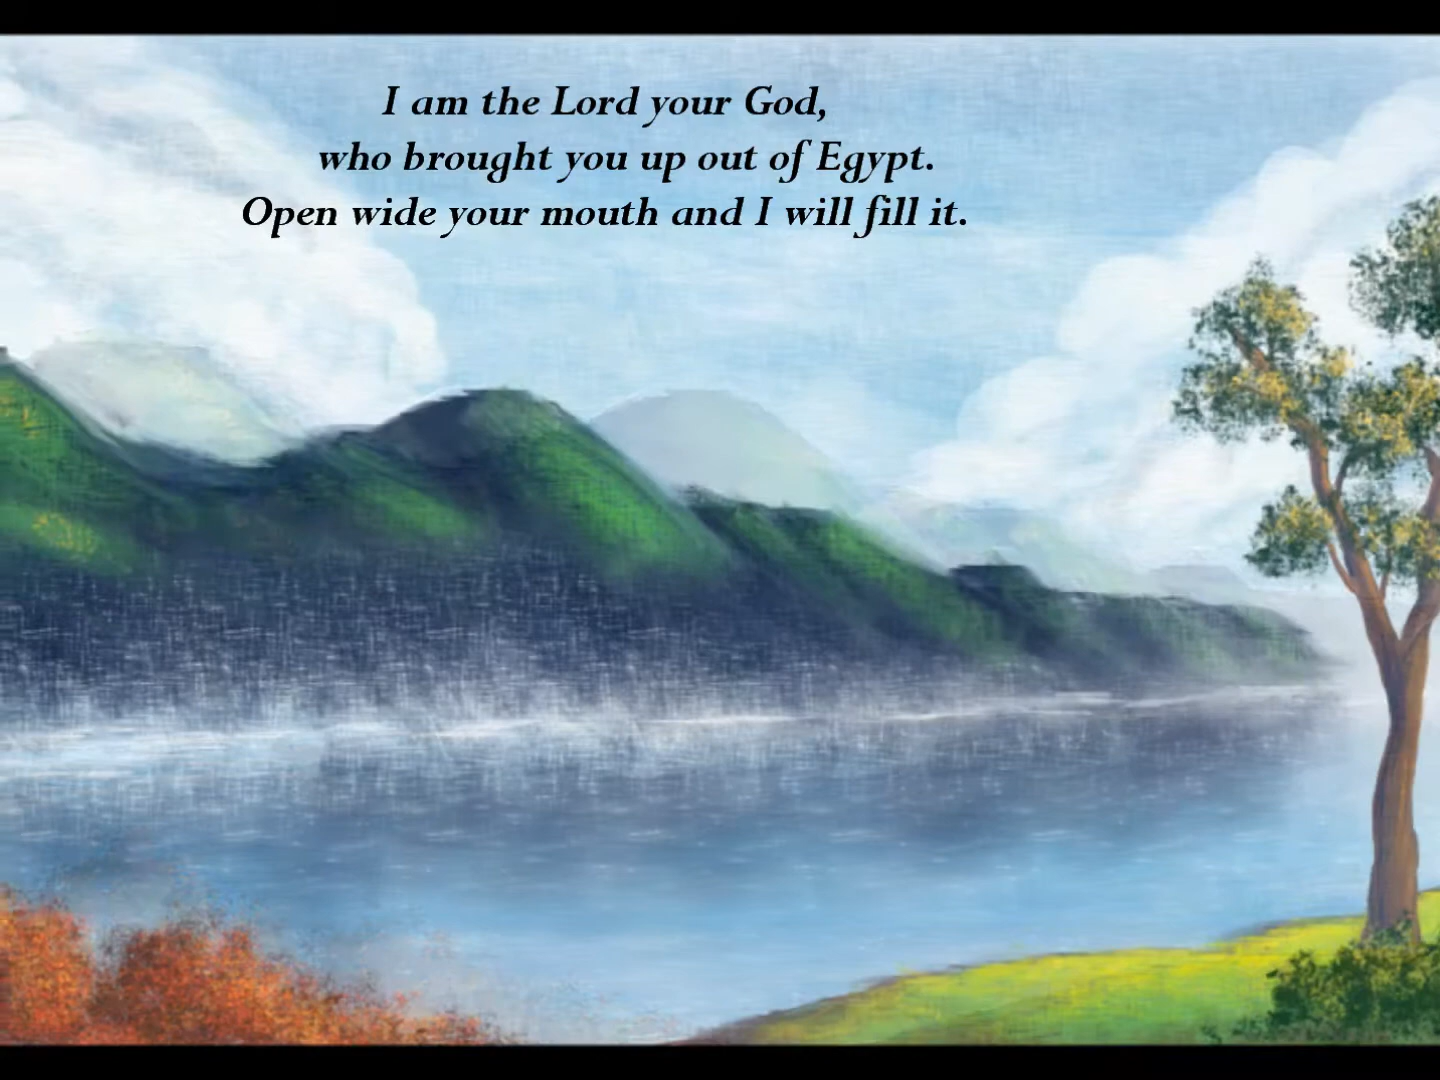 I am the Lord your God,
who brought you up out of Egypt.
Open wide your mouth and I will fill it.